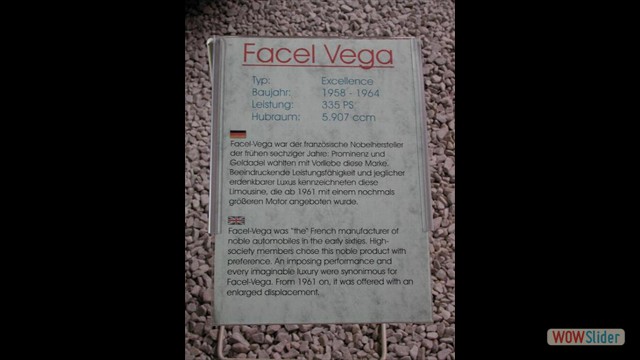 Facel Vega
Typ: Excellence
Baujahr: 1958 - 1964
Leistung: 335 PS
Hubraum: 5.907 ccm
Facel-Vega war der französische Nobelhersteller
der frühen sechziger Jahre: Prominenz und
Geldadel wählten mit Vorliebe diese Marke.
Beeindruckende Leistungsfähigkeit und jeglicher
erdenkbarer Luxus kennzeichneten diese
Limousine, die ab 1961 mit einem nochmals
größeren Motor angeboten wurde.
Facel-Vega was "the" French manufacturer of
noble automobiles in the early sixties. High-
society members chose this noble product with
preference. An imposing performance and
every imaginable luxury were synonimous for
Facel-Vega. From 1961 on, it was offered with an
enlarged displacement.
WOWSlider